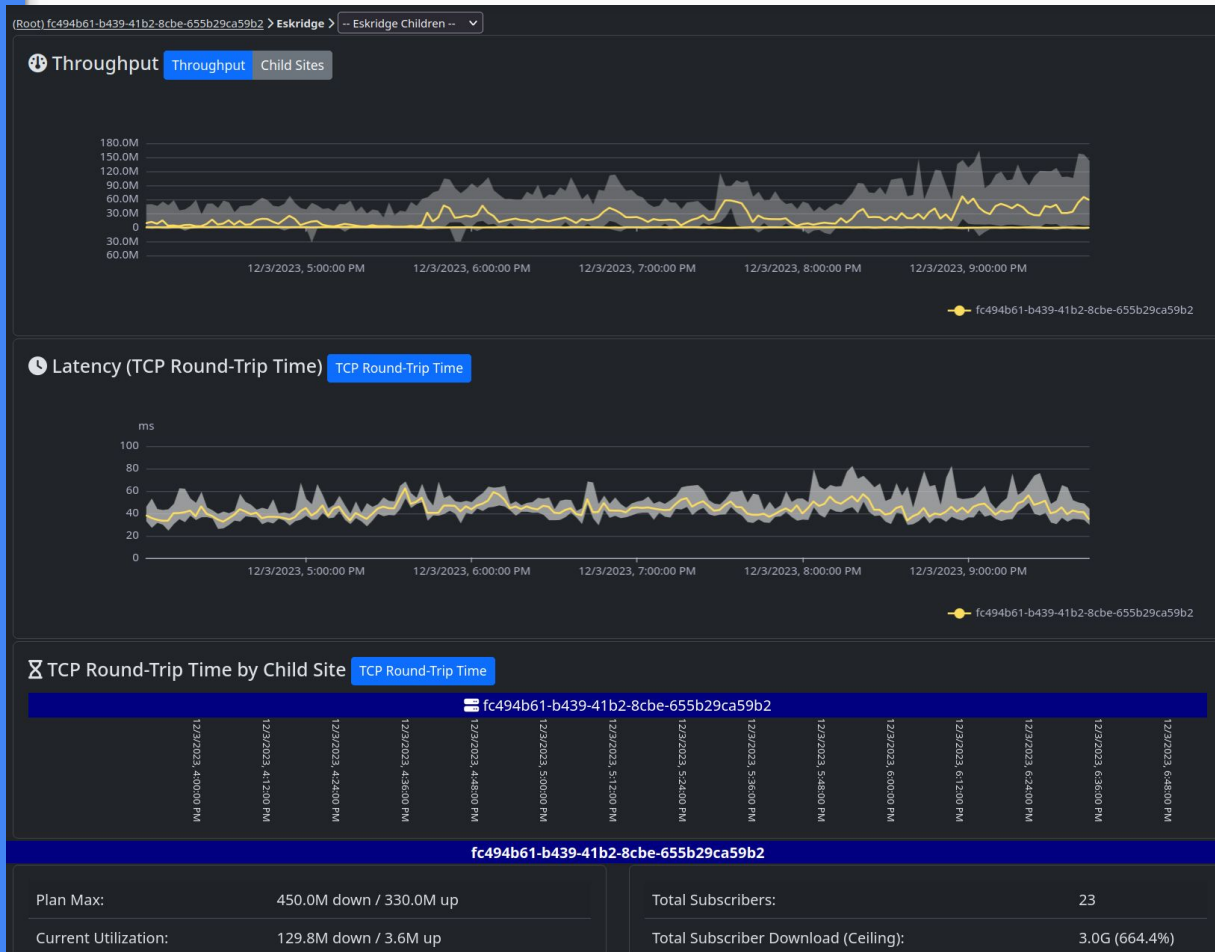 (Root) fc494b61-b439-41b2-8cbe-655b29ca59b2 > Eskridge > -- Eskridge Children --
Throughput Throughput Child Sites
180.0M
150.0M
120.0M
90.0M
60.0M
30.0M
0
30.0M
60.0M
12/3/2023, 5:00:00 PM 12/3/2023, 6:00:00 PM 12/3/2023, 7:00:00 PM 12/3/2023, 8:00:00 PM 12/3/2023, 9:00:00 PM
fc494b61-b439-41b2-8cbe-655b29ca59b2
Latency (TCP Round-Trip Time) TCP Round-Trip Time
ms
100
80
60
40
20
0
12/3/2023, 5:00:00 PM 12/3/2023, 6:00:00 PM 12/3/2023, 7:00:00 PM 12/3/2023, 8:00:00 PM 12/3/2023, 9:00:00 PM
fc494b61-b439-41b2-8cbe-655b29ca59b2
TCP Round-Trip Time by Child Site TCP Round-Trip Time
fc494b61-b439-41b2-8cbe-655b29ca59b2
12/3/2023, 4:00:00 PM
12/3/2023, 4:12:00 PM
12/3/2023, 4:24:00 PM
12/3/2023, 4:36:00 PM
12/3/2023, 4:48:00 PM
12/3/2023, 5:00:00 PM
12/3/2023, 5:12:00 PM
12/3/2023, 5:24:00 PM
12/3/2023, 5:36:00 PM
12/3/2023, 5:48:00 PM
12/3/2023, 6:00:00 PM
12/3/2023, 6:12:00 PM
12/3/2023, 6:24:00 PM
12/3/2023, 6:36:00 PM
12/3/2023, 6:48:00 PM
fc494b61-b439-41b2-8cbe-655b29ca59b2
Plan Max: 450.0M down / 330.0M up
Total Subscribers: 23
Current Utilization: 129.8M down / 3.6M up
Total Subscriber Download (Ceiling): 3.0G (664.4%)